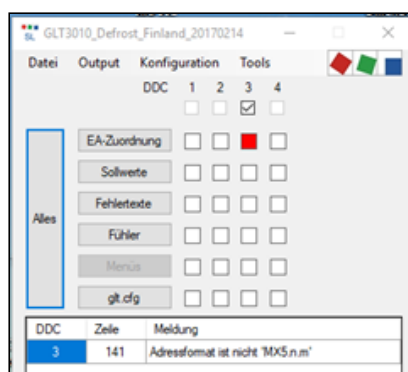 SL GLT3010_Defrost_Finland_20170214
Datei Output Konfiguration Tools
DDC 1 2 3 4
EA-Zuordnung
Sollwerte
Fehlertexte
Alles
Fühler
Menüs
glt.cfg
DDC Zeile Meldung
3 141 Adressformat ist nicht 'MX5.n.m'